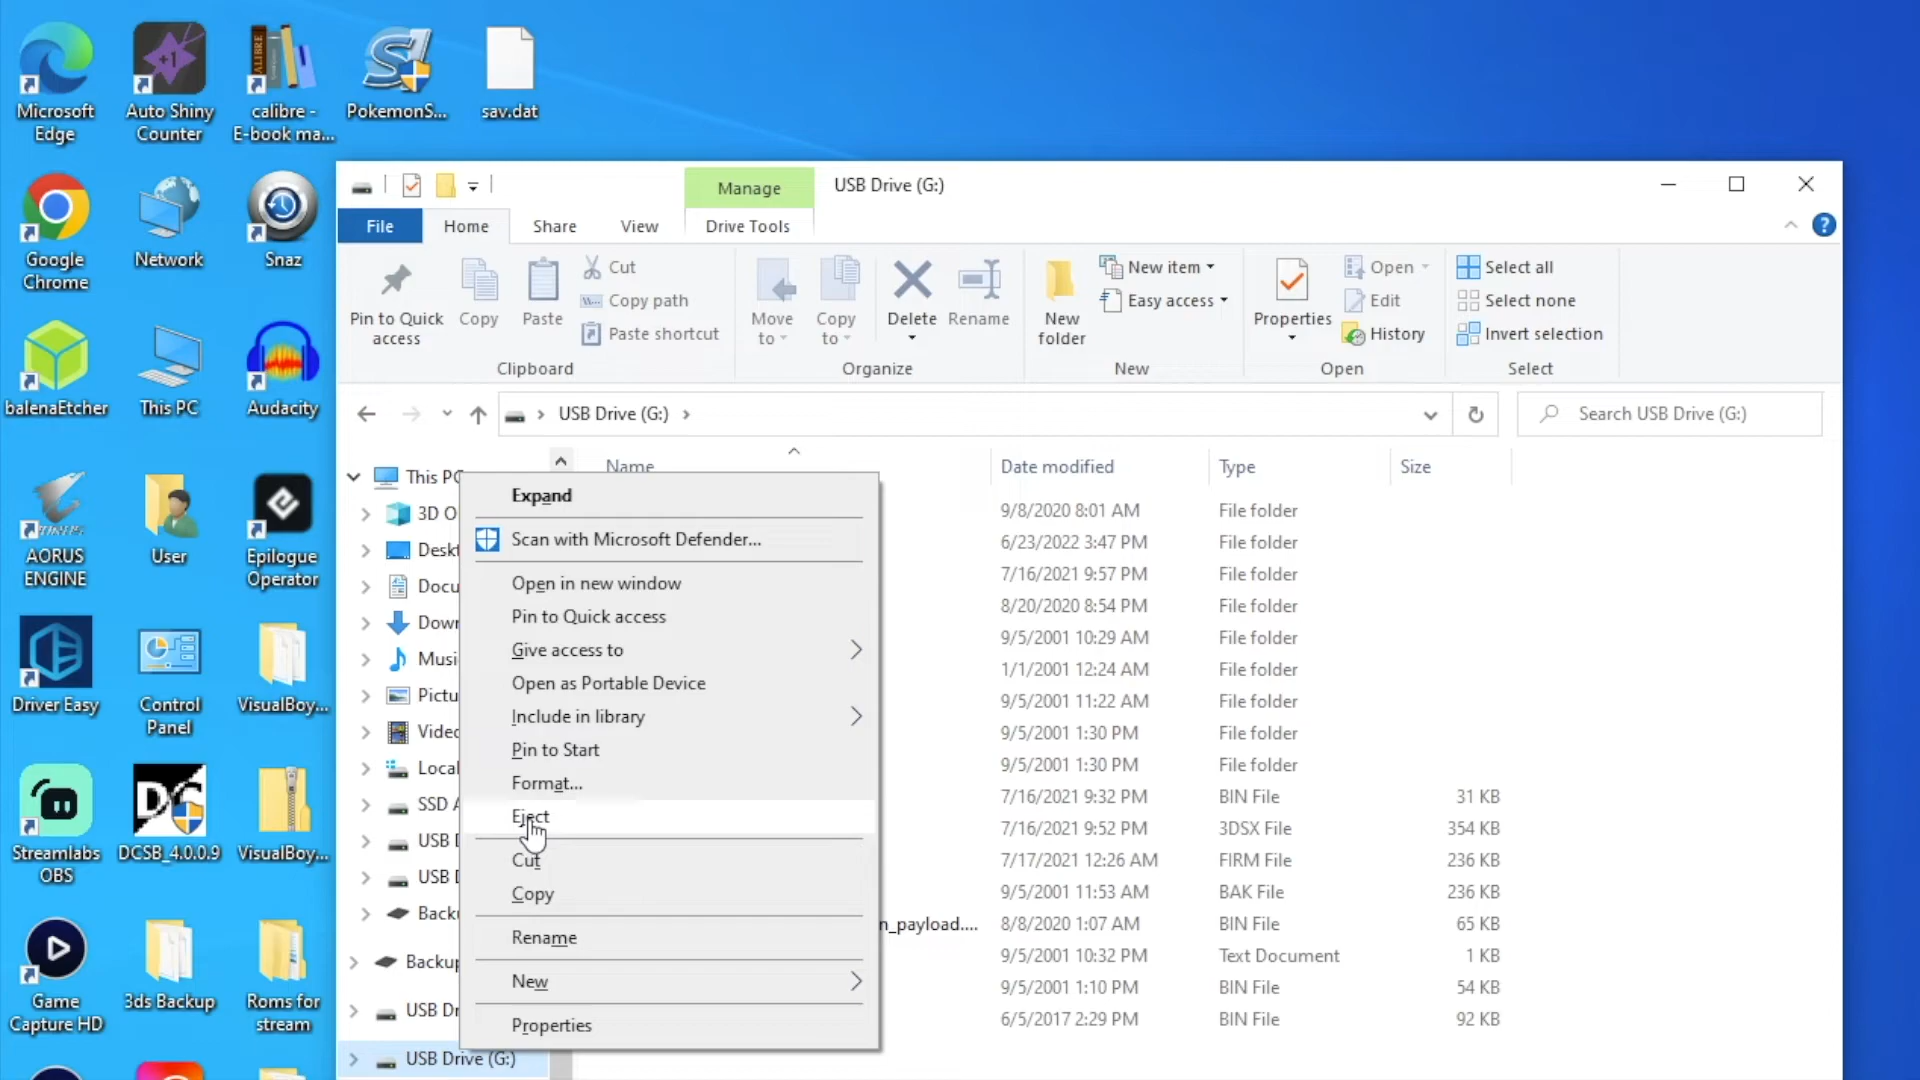 Microsoft
Edge
Auto Shiny
Counter
CALIBRE
calibre -
E-book ma...
PokemonS...
sav.dat
Google
Chrome
Network
Snaz
balenaEtcher
This PC
Audacity
AORUS
ENGINE
User
Epilogue
Operator
Driver Easy
Control
Panel
VisualBoy...
Streamlabs
OBS
DC
DCSB_4.0.0.9
VisualBoy...
Game
Capture HD
3ds Backup
Roms for
stream
Manage
USB Drive (G:)
File
Home
Share
View
Drive Tools
Pin to Quick
access
Copy
Paste
Cut
Copy path
Paste shortcut
Clipboard
Move
to
Copy
to
Delete
Rename
Organize
New
folder
New item
Easy access
New
Properties
Open
Edit
History
Open
Select all
Select none
Invert selection
Select
USB Drive (G:)
Search USB Drive (G:)
Name
Date modified
Type
Size
This PC
3D O
Deskt
Docu
Down
Musi
Pictu
Video
Local
SSD A
USB D
USB D
Backu
Backup
USB Dr
USB Drive (G:)
Expand
Scan with Microsoft Defender...
Open in new window
Pin to Quick access
Give access to
Open as Portable Device
Include in library
Pin to Start
Format...
Eject
Cut
Copy
Rename
New
Properties
9/8/2020 8:01 AM File folder
6/23/2022 3:47 PM File folder
7/16/2021 9:57 PM File folder
8/20/2020 8:54 PM File folder
9/5/2001 10:29 AM File folder
1/1/2001 12:24 AM File folder
9/5/2001 11:22 AM File folder
9/5/2001 1:30 PM File folder
9/5/2001 1:30 PM File folder
7/16/2021 9:32 PM BIN File 31 KB
7/16/2021 9:52 PM 3DSX File 354 KB
7/17/2021 12:26 AM FIRM File 236 KB
9/5/2001 11:53 AM BAK File 236 KB
n_payload.... 8/8/2020 1:07 AM BIN File 65 KB
9/5/2001 10:32 PM Text Document 1 KB
9/5/2001 1:10 PM BIN File 54 KB
6/5/2017 2:29 PM BIN File 92 KB